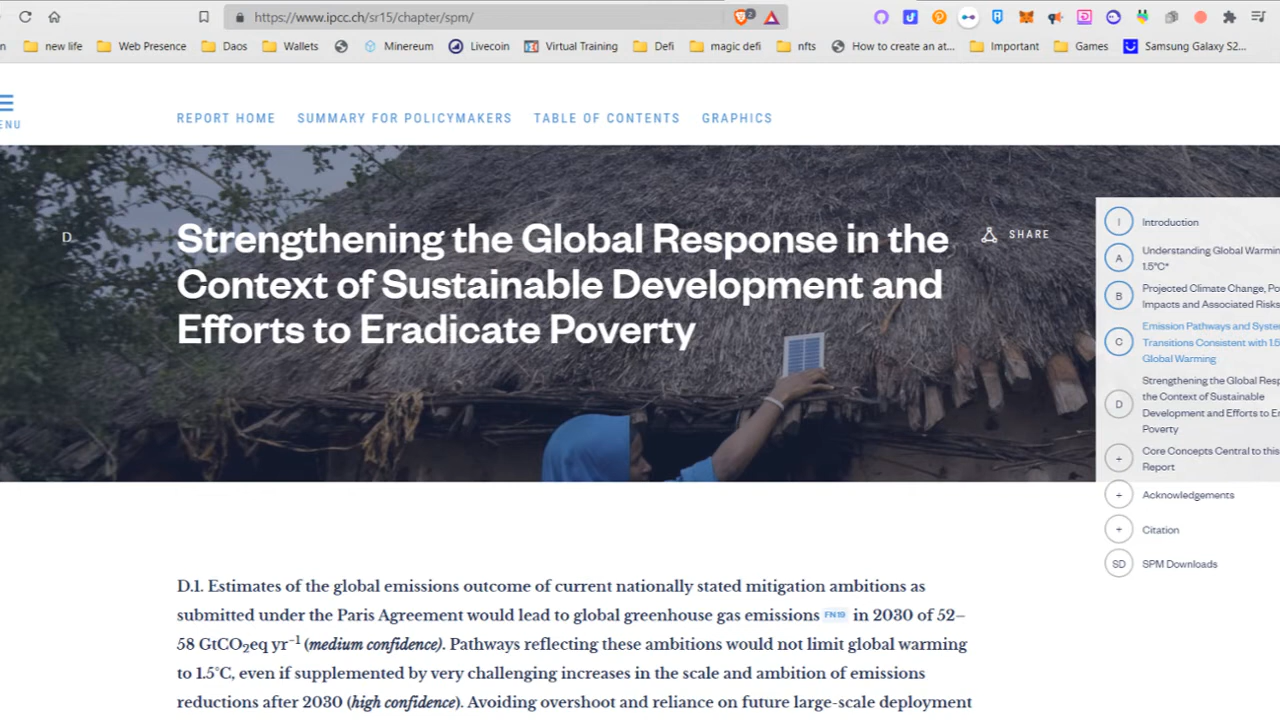 https://www.ipcc.ch/sr15/chapter/spm/
2
n new life Web Presence Daos Wallets Minereum Livecoin Virtual Training Defi magic defi nfts How to create an at... Important Games Samsung Galaxy S2...
ENU
REPORT HOME SUMMARY FOR POLICYMAKERS TABLE OF CONTENTS GRAPHICS
D
Strengthening the Global Response in the
Context of Sustainable Development and
Efforts to Eradicate Poverty
SHARE
I Introduction
A Understanding Global Warmin
1.5°C*
B Projected Climate Change, Po
Impacts and Associated Risks
C Emission Pathways and Syste
Transitions Consistent with 1.5
Global Warming
D Strengthening the Global Resp
the Context of Sustainable
Development and Efforts to E
Poverty
+ Core Concepts Central to this
Report
+ Acknowledgements
+ Citation
SD SPM Downloads
D.1. Estimates of the global emissions outcome of current nationally stated mitigation ambitions as
submitted under the Paris Agreement would lead to global greenhouse gas emissions FN19 in 2030 of 52–
58 GtCO₂eq yr⁻¹ (medium confidence). Pathways reflecting these ambitions would not limit global warming
to 1.5°C, even if supplemented by very challenging increases in the scale and ambition of emissions
reductions after 2030 (high confidence). Avoiding overshoot and reliance on future large-scale deployment